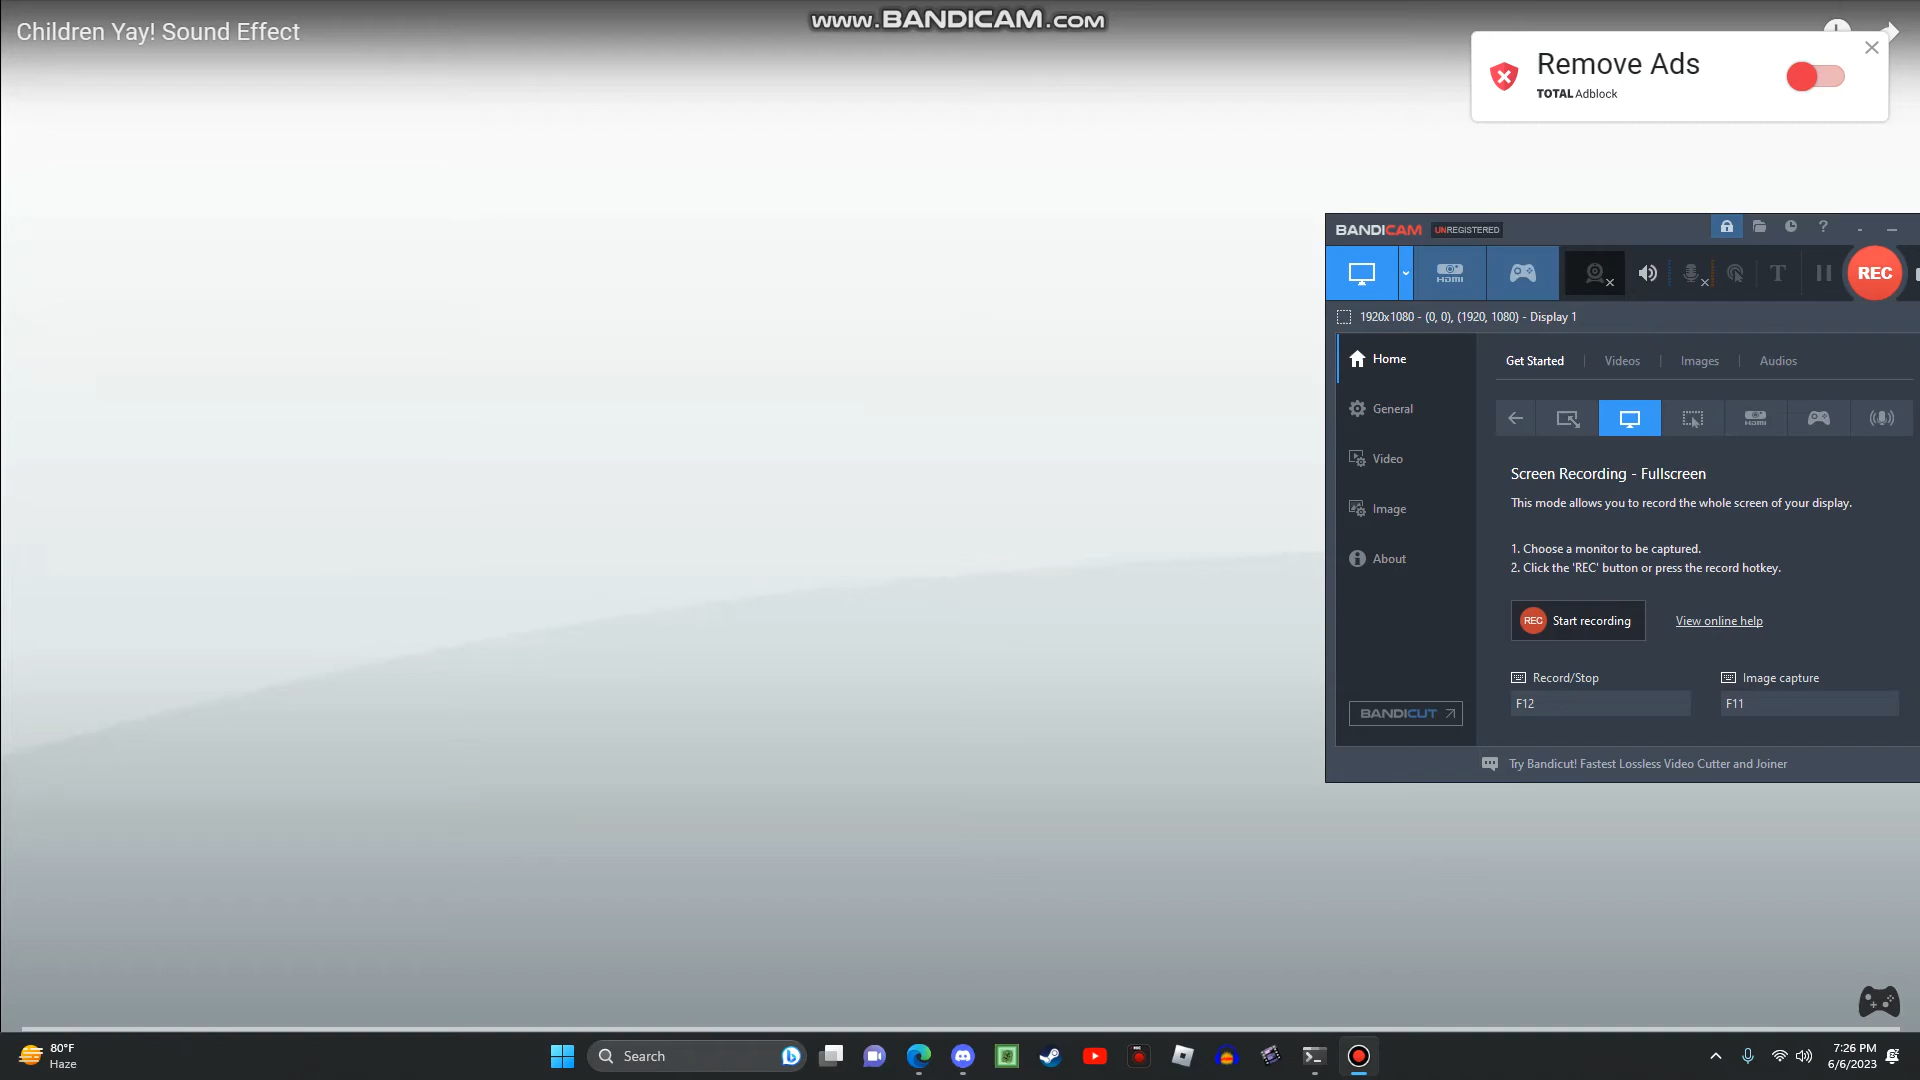 Children Yay! Sound Effect
www.BANDICAM.com
Remove Ads
TOTAL Adblock
BANDICAM UNREGISTERED
HDMI
T
REC
1920x1080 - (0, 0), (1920, 1080) - Display 1
Home
General
Video
Image
About
BANDICUT
Get Started
Videos
Images
Audios
HDMI
Screen Recording - Fullscreen
This mode allows you to record the whole screen of your display.
1. Choose a monitor to be captured.
2. Click the 'REC' button or press the record hotkey.
REC Start recording
View online help
Record/Stop
Image capture
F12
F11
Try Bandicut! Fastest Lossless Video Cutter and Joiner
80°F
Haze
Search
7:26 PM
6/6/2023